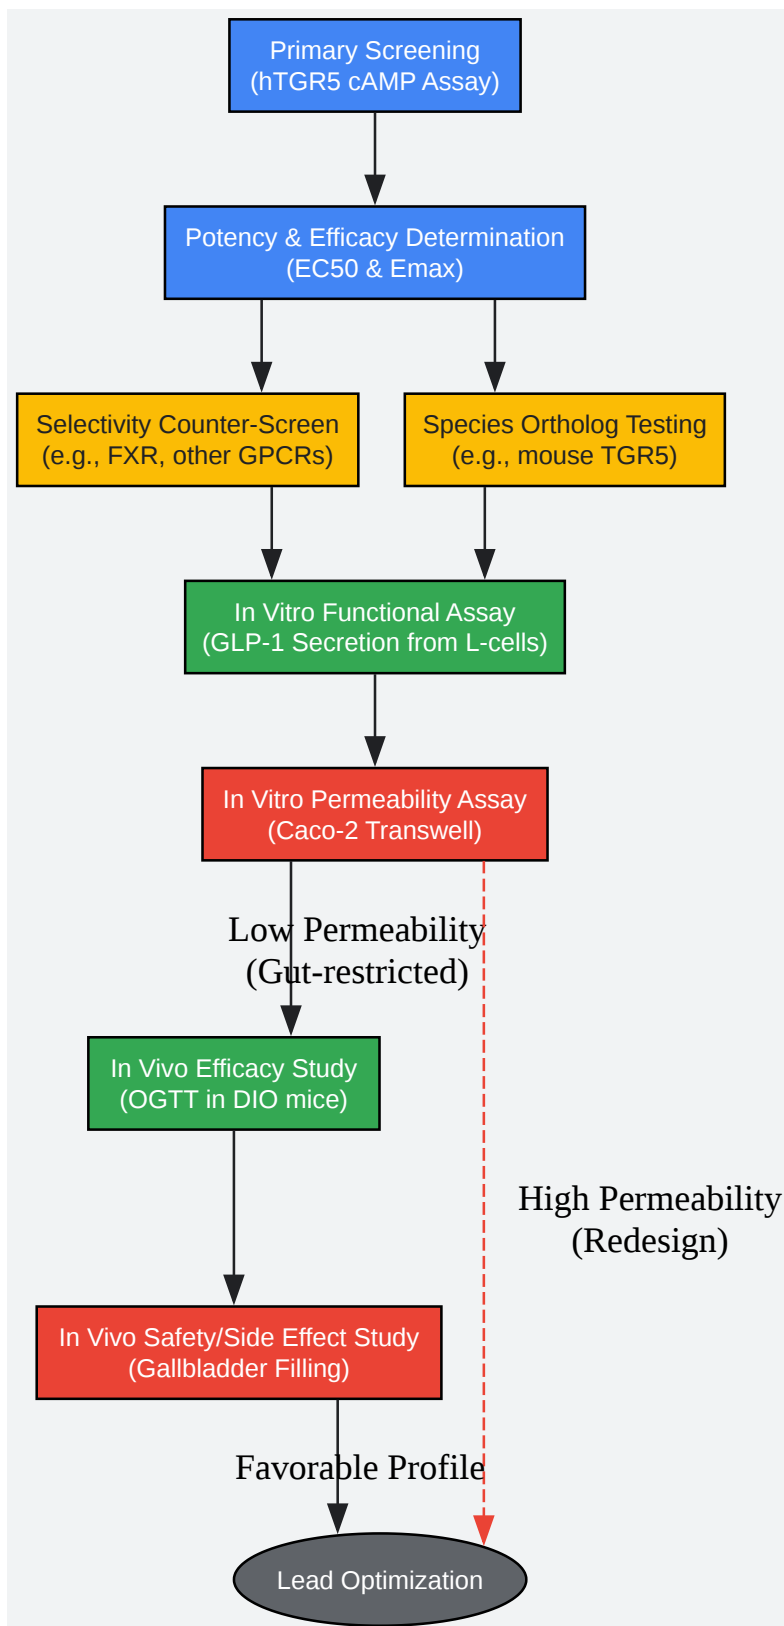 Primary Screening
(hTGR5 cAMP Assay)
Potency & Efficacy Determination
(EC50 & Emax)
Selectivity Counter-Screen
(e.g., FXR, other GPCRs)
Species Ortholog Testing
(e.g., mouse TGR5)
In Vitro Functional Assay
(GLP-1 Secretion from L-cells)
In Vitro Permeability Assay
(Caco-2 Transwell)
Low Permeability
(Gut-restricted)
In Vivo Efficacy Study
(OGTT in DIO mice)
High Permeability
(Redesign)
In Vivo Safety/Side Effect Study
(Gallbladder Filling)
Favorable Profile
Lead Optimization